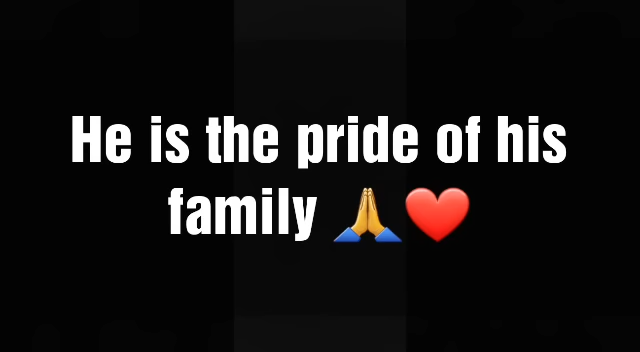 He is the pride of his
family 🙏❤️